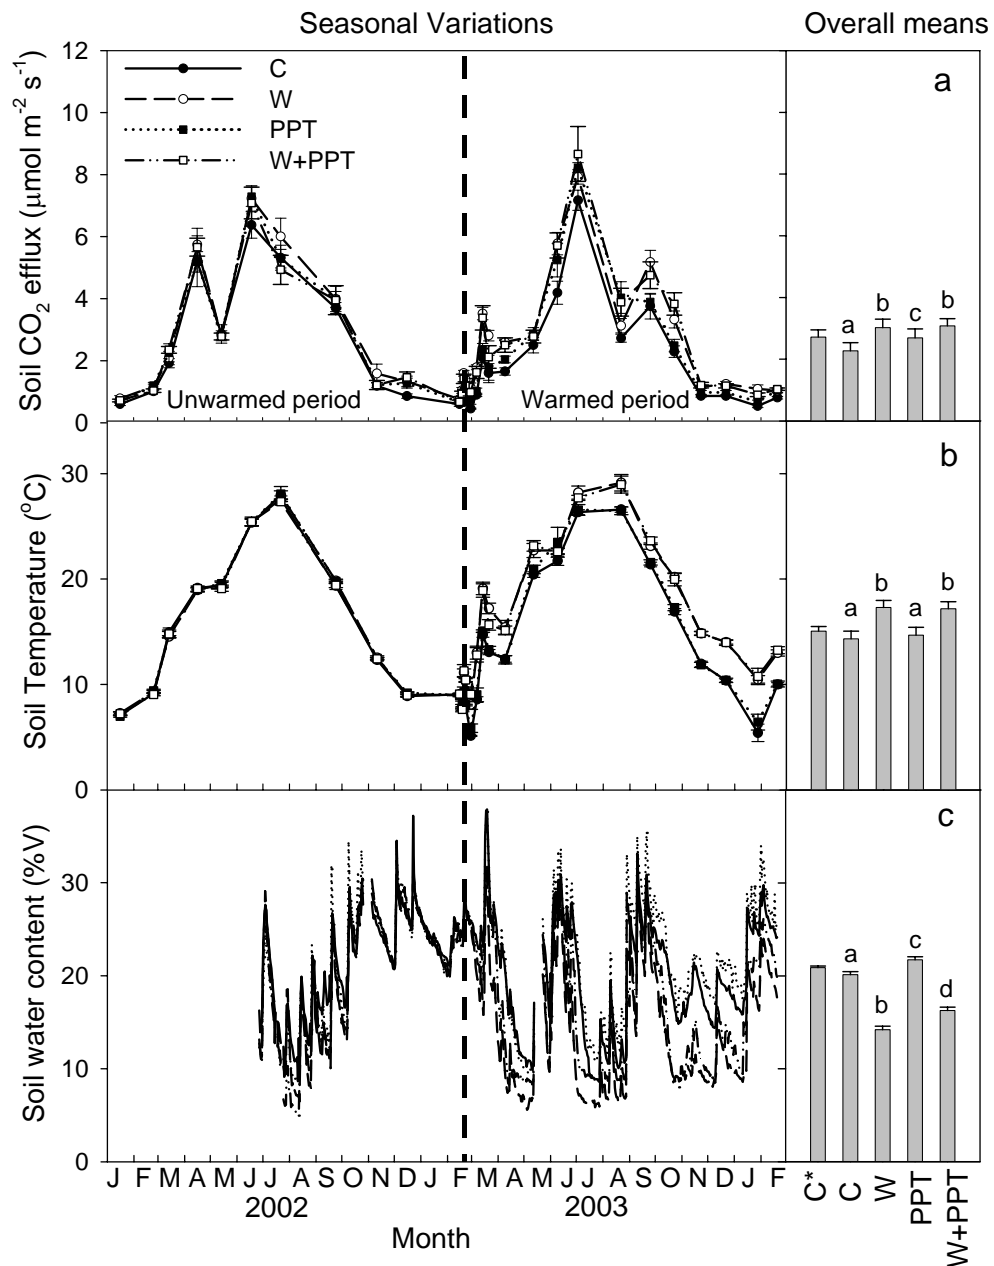 Seasonal Variations
Overall means
Soil CO2 efflux (μmol m-2 s-1)
12
10
8
6
4
2
0
C
W
PPT
W+PPT
Unwarmed period
Warmed period
a
a
b
c
b
Soil Temperature (oC)
30
20
10
0
b
a
b
a
b
Soil water content (%V)
30
20
10
0
c
a
b
c
d
J F M A M J J A S O N D J F M A M J J A S O N D J F
2002
2003
Month
C*
C
W
PPT
W+PPT